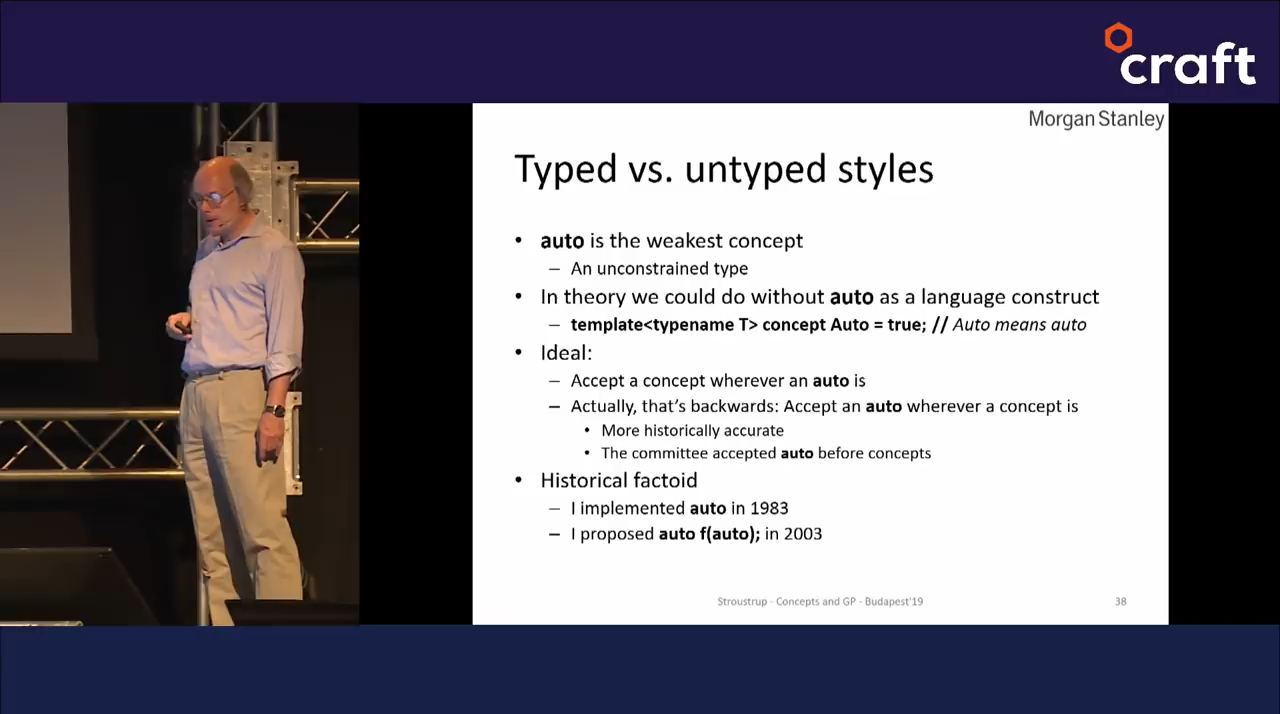 craft
Morgan Stanley
Typed vs. untyped styles
• auto is the weakest concept
– An unconstrained type
• In theory we could do without auto as a language construct
– template<typename T> concept Auto = true; // Auto means auto
• Ideal:
– Accept a concept wherever an auto is
– Actually, that's backwards: Accept an auto wherever a concept is
• More historically accurate
• The committee accepted auto before concepts
• Historical factoid
– I implemented auto in 1983
– I proposed auto f(auto); in 2003
Stroustrup - Concepts and GP - Budapest'19
38